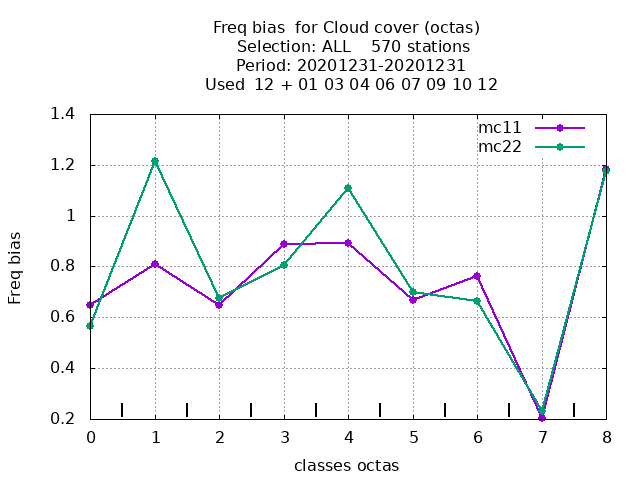 Freq bias  for Cloud cover (octas)
Selection: ALL    570 stations
Period: 20201231-20201231
Used  12 + 01 03 04 06 07 09 10 12
1.4
mc11
mc22
1.2
1
0.8
0.6
0.4
0.2
Freq bias
0 1 2 3 4 5 6 7 8
classes octas